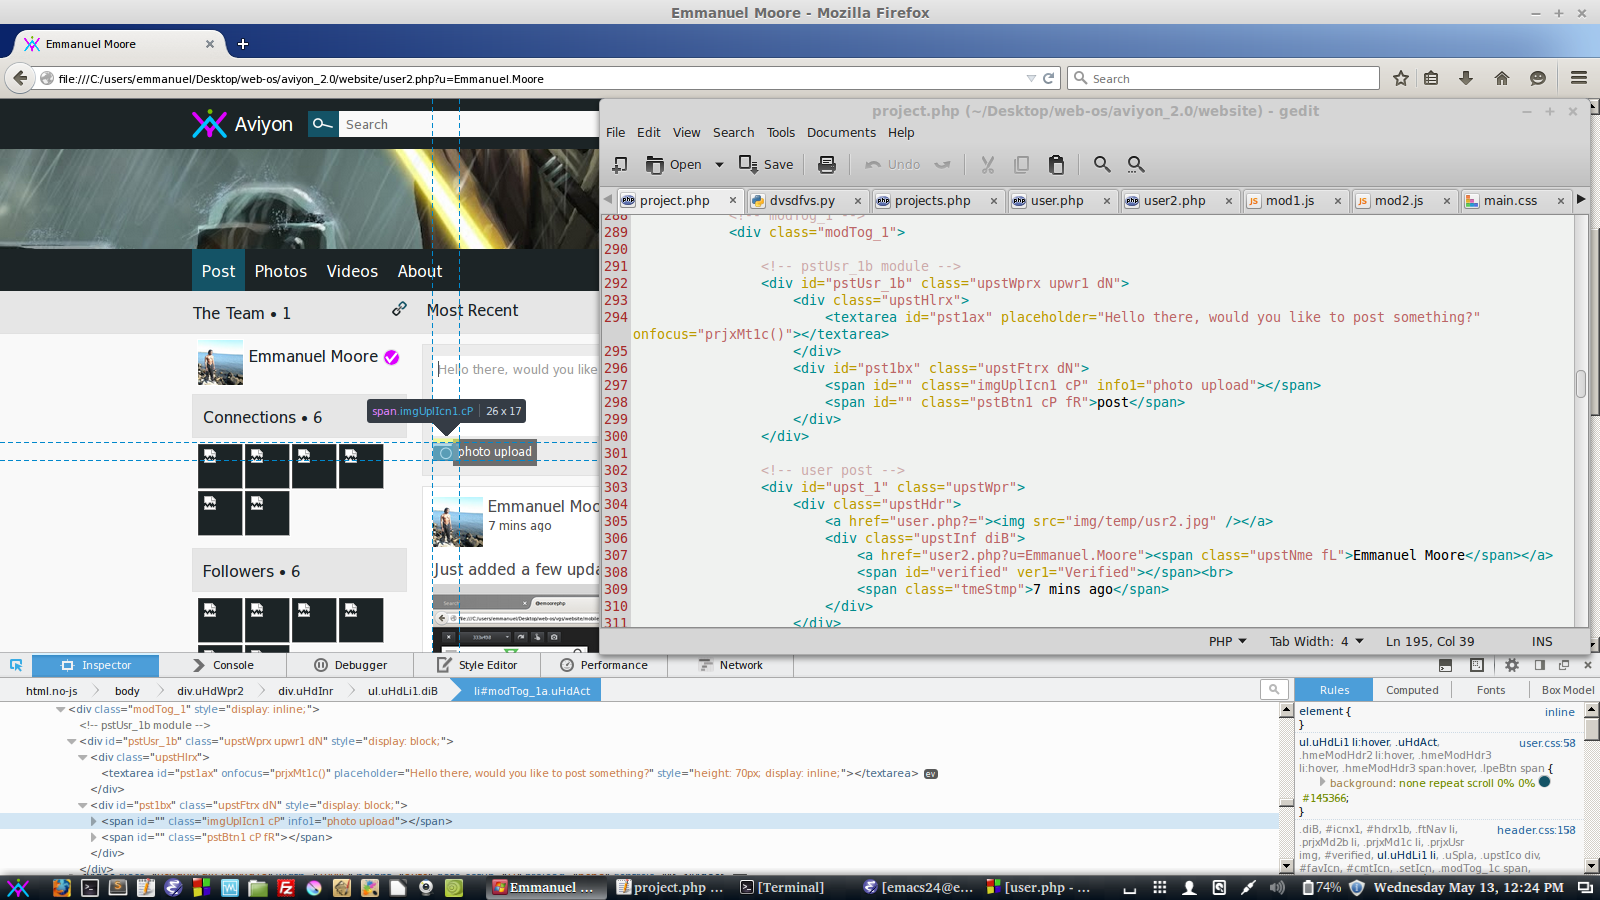 Emmanuel Moore - Mozilla Firefox
Emmanuel Moore
file:///C:/users/emmanuel/Desktop/web-os/aviyon_2.0/website/user2.php?u=Emmanuel.Moore
Search
Aviyon
Search
Post Photos Videos About
The Team • 1
Most Recent
Emmanuel Moore
Hello there, would you like
Connections • 6
span.imgUplIcn1.cP 26 x 17
photo upload
Emmanuel Moo
7 mins ago
Just added a few upda
Followers • 6
project.php (~/Desktop/web-os/aviyon_2.0/website) - gedit
File Edit View Search Tools Documents Help
Open Save Undo
project.php dvsdfvs.py projects.php user.php user2.php mod1.js mod2.js main.css
288 <!-- modTog_1 -->
289 <div class="modTog_1">
290
291 <!-- pstUsr_1b module -->
292 <div id="pstUsr_1b" class="upstWprx upwr1 dN">
293 <div class="upstHlrx">
294 <textarea id="pst1ax" placeholder="Hello there, would you like to post something?"
onfocus="prjxMt1c()"></textarea>
295 </div>
296 <div id="pst1bx" class="upstFtrx dN">
297 <span id="" class="imgUplIcn1 cP" info1="photo upload"></span>
298 <span id="" class="pstBtn1 cP fR">post</span>
299 </div>
300 </div>
301
302 <!-- user post -->
303 <div id="upst_1" class="upstWpr">
304 <div class="upstHdr">
305 <a href="user.php?="><img src="img/temp/usr2.jpg" /></a>
306 <div class="upstInf diB">
307 <a href="user2.php?u=Emmanuel.Moore"><span class="upstNme fL">Emmanuel Moore</span></a>
308 <span id="verified" ver1="Verified"></span><br>
309 <span class="tmeStmp">7 mins ago</span>
310 </div>
311 </div>
PHP Tab Width: 4 Ln 195, Col 39 INS
Inspector Console Debugger Style Editor Performance Network
html.no-js body div.uHdWpr2 div.uHdInr ul.uHdLi1.diB li#modTog_1a.uHdAct
<div class="modTog_1" style="display: inline;">
<!-- pstUsr_1b module -->
<div id="pstUsr_1b" class="upstWprx upwr1 dN" style="display: block;">
<div class="upstHlrx">
<textarea id="pst1ax" onfocus="prjxMt1c()" placeholder="Hello there, would you like to post something?" style="height: 70px; display: inline;"></textarea> ev
</div>
<div id="pst1bx" class="upstFtrx dN" style="display: block;">
<span id="" class="imgUplIcn1 cP" info1="photo upload"></span>
<span id="" class="pstBtn1 cP fR"></span>
</div>
</div>
Rules Computed Fonts Box Model
element { inline
}
ul.uHdLi1 li:hover, .uHdAct, user.css:58
.hmeModHdr2 li:hover, .hmeModHdr3
li:hover, .hmeModHdr3 span:hover, .lpeBtn span {
background: none repeat scroll 0% 0%
#145366;
}
.diB, #icnx1, #hdrx1b, .ftNav li, header.css:158
.prjxMd2b li, .prjxMd1c li, .prjxUsr
img, #verified, ul.uHdLi1 li, .uSpla, .upstIco div,
#favIcn, #cmtIcn, .setIcn, .modTog_1c span,
Emmanuel ... project.php ... [Terminal] [emacs24@e... [user.php - ... 74% Wednesday May 13, 12:24 PM